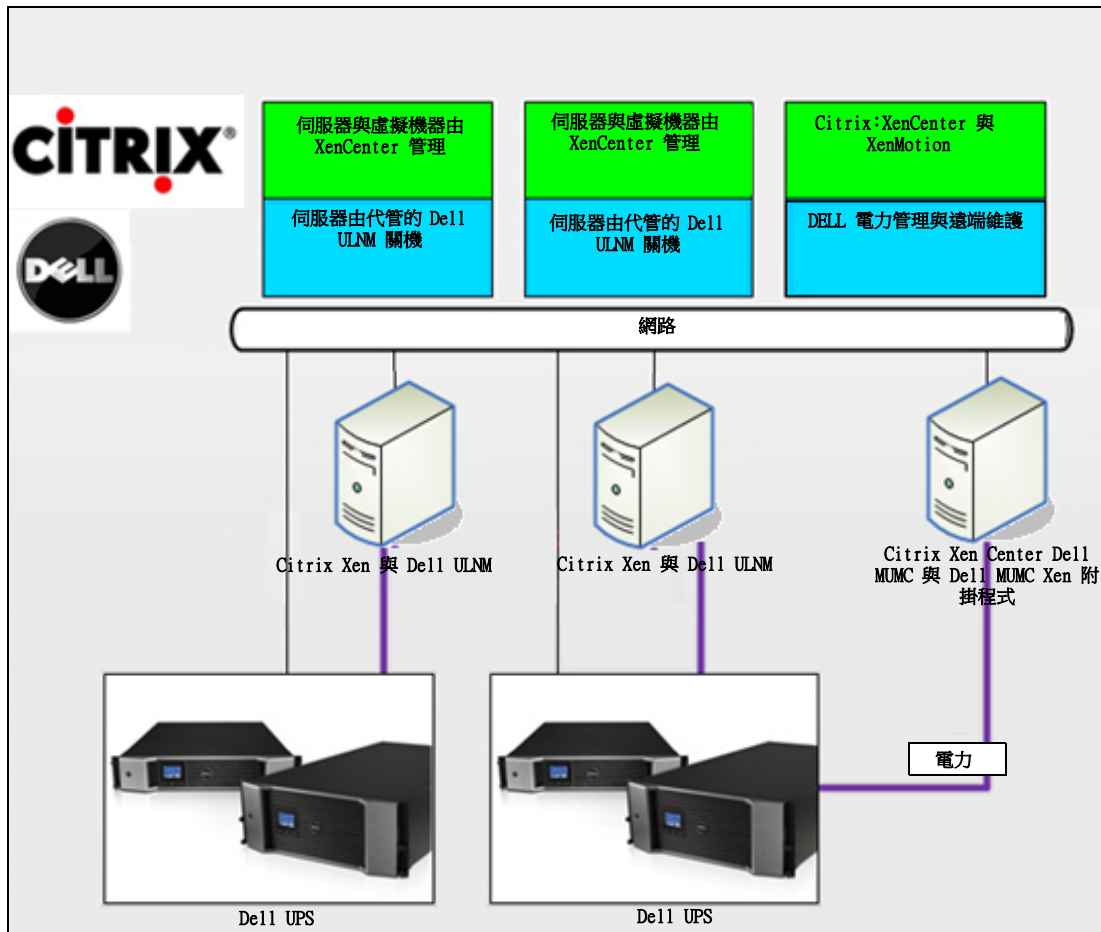 CITRIX®
DELL
伺服器與虛擬機器由
XenCenter 管理
伺服器與虛擬機器由
XenCenter 管理
Citrix:XenCenter 與
XenMotion
伺服器由代管的 Dell
ULNM 關機
伺服器由代管的 Dell
ULNM 關機
DELL 電力管理與遠端維護
網路
Citrix Xen 與 Dell ULNM
Citrix Xen 與 Dell ULNM
Citrix Xen Center Dell
MUMC 與 Dell MUMC Xen 附
掛程式
電力
Dell UPS
Dell UPS